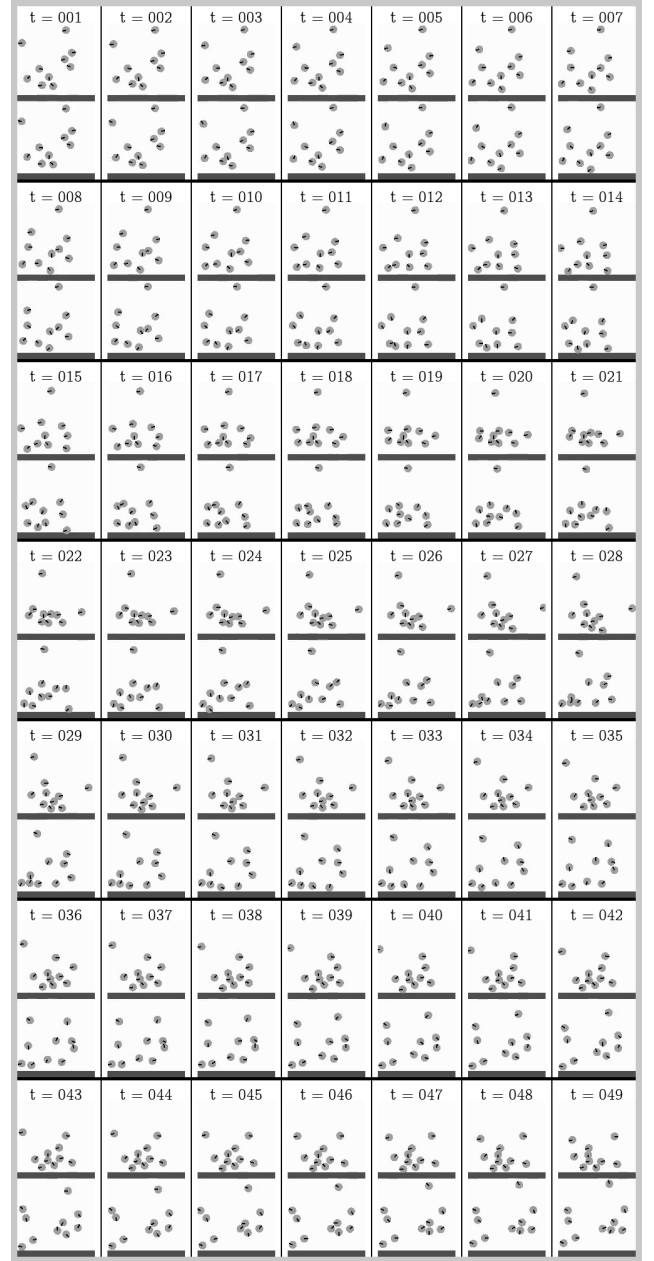 t = 001 t = 002 t = 003 t = 004 t = 005 t = 006 t = 007
t = 008 t = 009 t = 010 t = 011 t = 012 t = 013 t = 014
t = 015 t = 016 t = 017 t = 018 t = 019 t = 020 t = 021
t = 022 t = 023 t = 024 t = 025 t = 026 t = 027 t = 028
t = 029 t = 030 t = 031 t = 032 t = 033 t = 034 t = 035
t = 036 t = 037 t = 038 t = 039 t = 040 t = 041 t = 042
t = 043 t = 044 t = 045 t = 046 t = 047 t = 048 t = 049